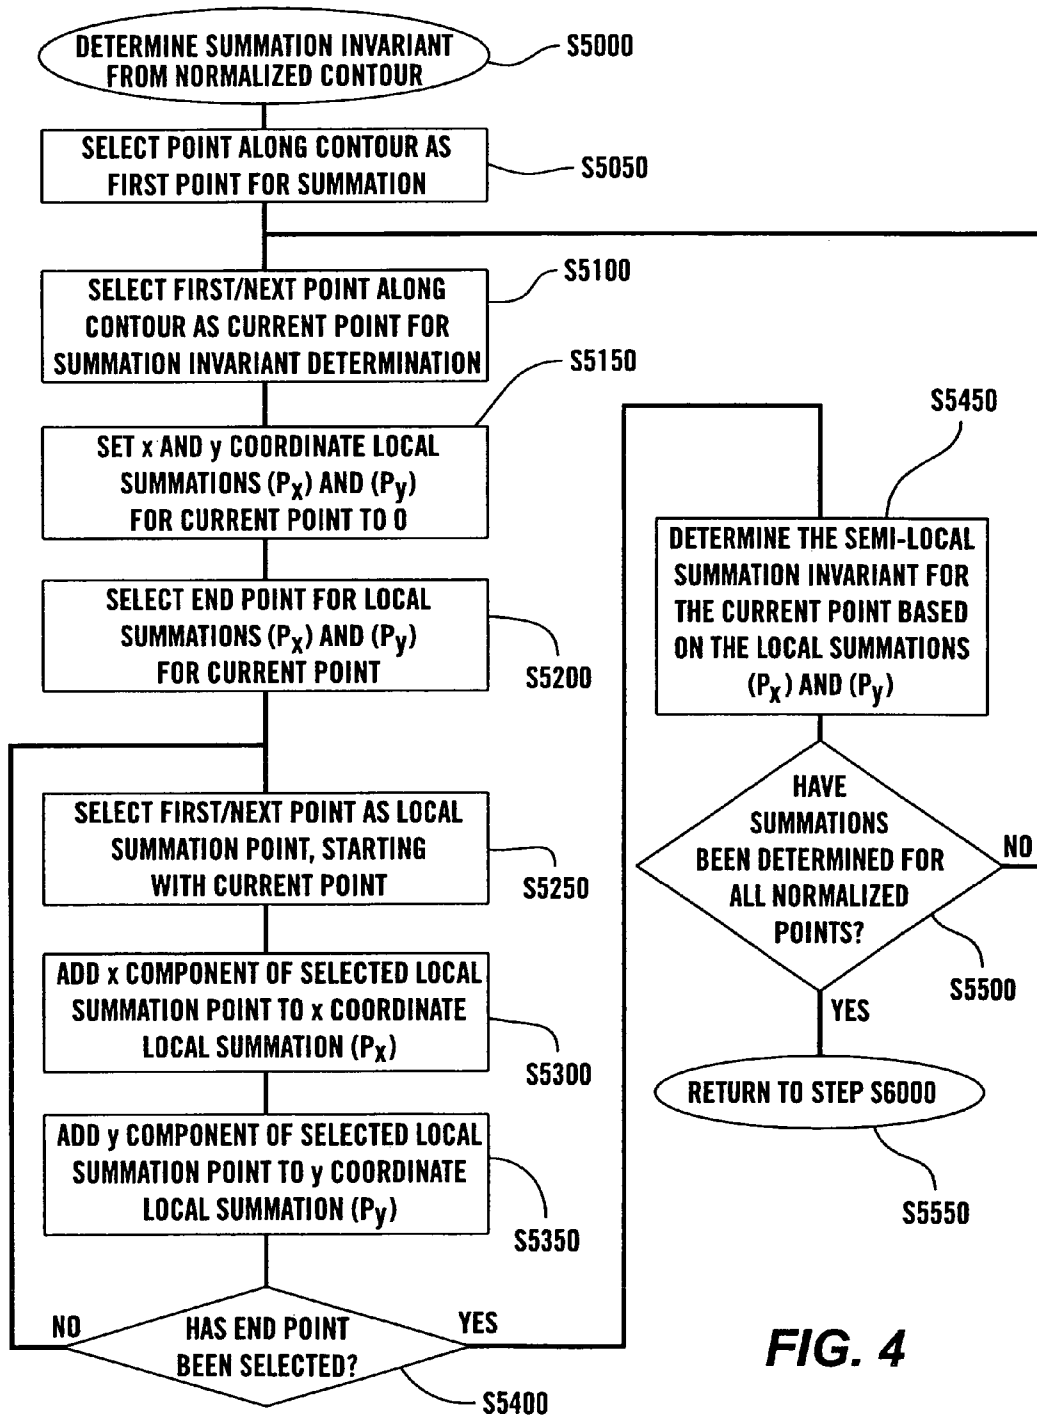 DETERMINE SUMMATION INVARIANT
FROM NORMALIZED CONTOUR
S5000
SELECT POINT ALONG CONTOUR AS
FIRST POINT FOR SUMMATION
S5050
S5100
SELECT FIRST/NEXT POINT ALONG
CONTOUR AS CURRENT POINT FOR
SUMMATION INVARIANT DETERMINATION
S5150
SET x AND y COORDINATE LOCAL
SUMMATIONS (Px) AND (Py)
FOR CURRENT POINT TO 0
SELECT END POINT FOR LOCAL
SUMMATIONS (Px) AND (Py)
FOR CURRENT POINT
S5200
SELECT FIRST/NEXT POINT AS LOCAL
SUMMATION POINT, STARTING
WITH CURRENT POINT
S5250
ADD x COMPONENT OF SELECTED LOCAL
SUMMATION POINT TO x COORDINATE
LOCAL SUMMATION (Px)
S5300
ADD y COMPONENT OF SELECTED LOCAL
SUMMATION POINT TO y COORDINATE
LOCAL SUMMATION (Py)
S5350
NO
HAS END POINT
BEEN SELECTED?
YES
S5400
S5450
DETERMINE THE SEMI-LOCAL
SUMMATION INVARIANT FOR
THE CURRENT POINT BASED
ON THE LOCAL SUMMATIONS
(Px) AND (Py)
HAVE
SUMMATIONS
BEEN DETERMINED FOR
ALL NORMALIZED
POINTS?
NO
S5500
YES
RETURN TO STEP S6000
S5550
FIG. 4